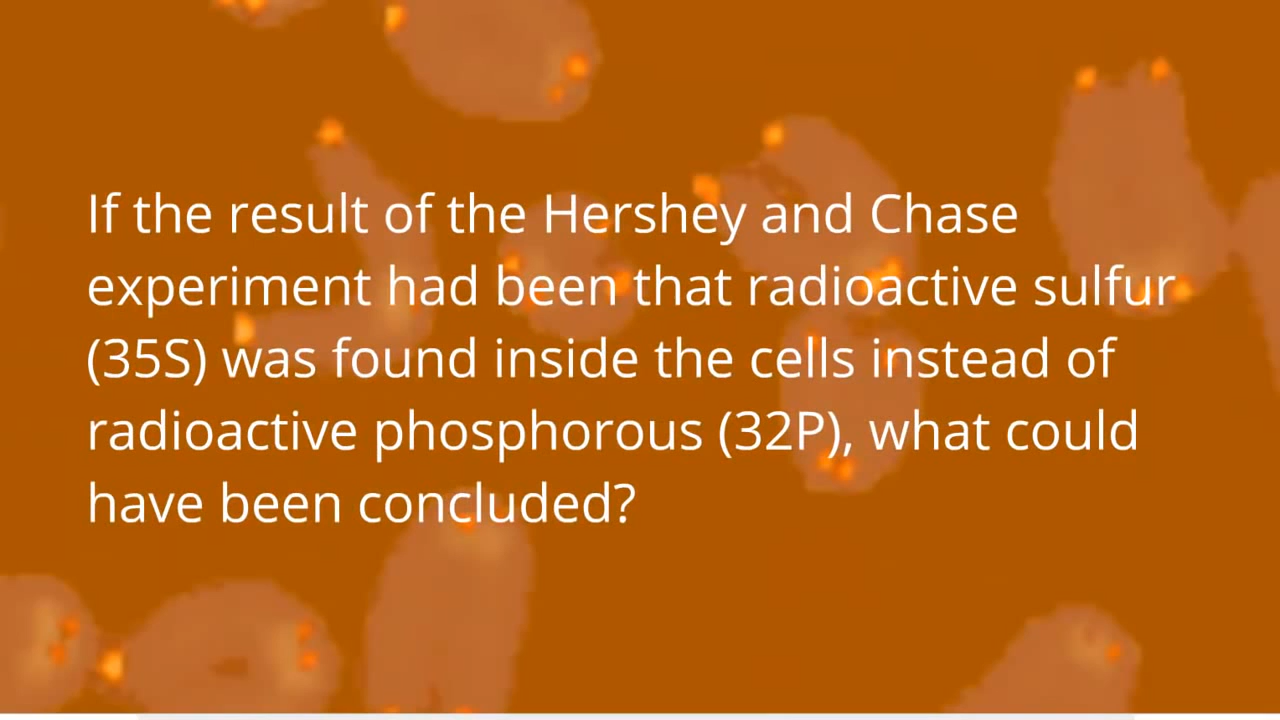 If the result of the Hershey and Chase
experiment had been that radioactive sulfur
(35S) was found inside the cells instead of
radioactive phosphorous (32P), what could
have been concluded?